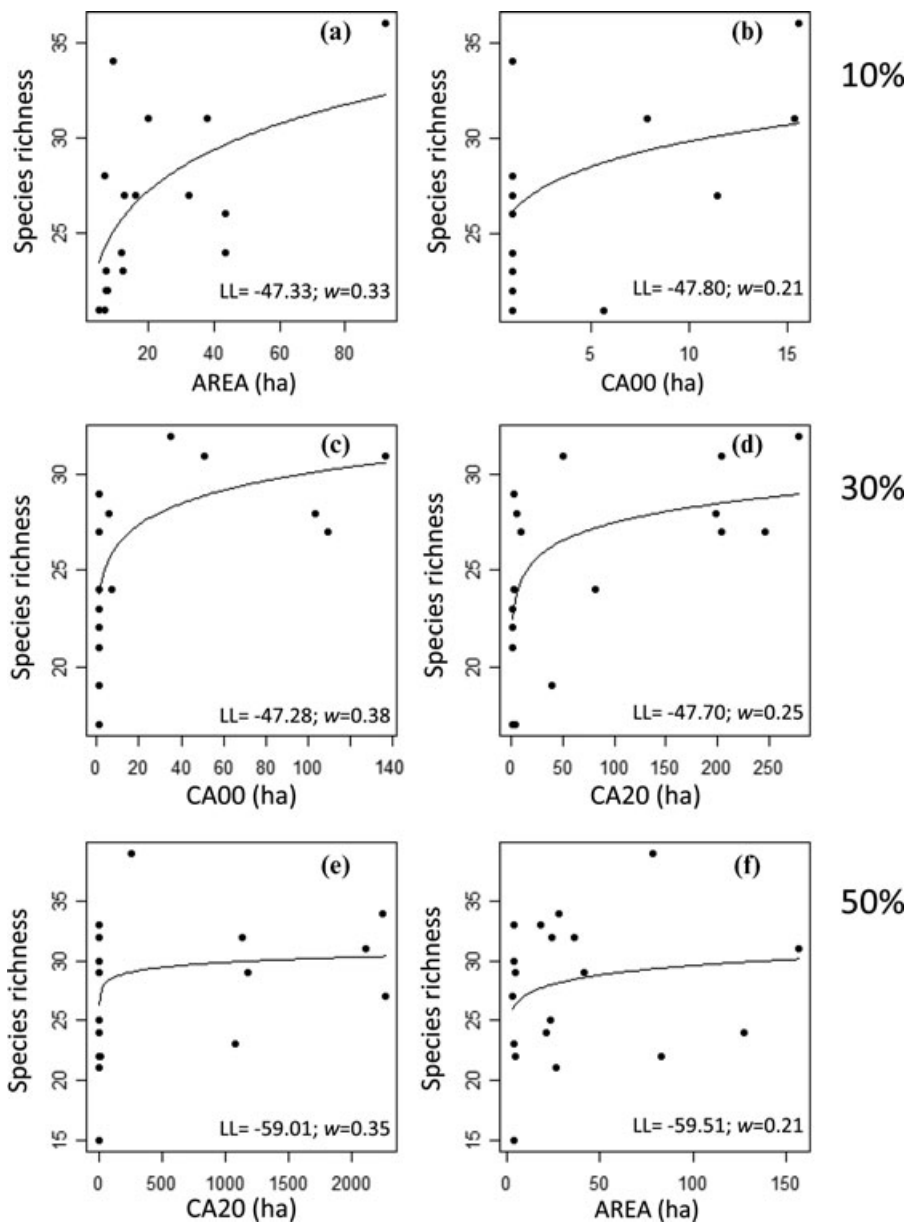 (a)
Species richness
35
30
25
LL= -47.33; w=0.33
20 40 60 80
AREA (ha)
(b)
Species richness
35
30
25
LL= -47.80; w=0.21
5 10 15
CA00 (ha)
10%
(c)
Species richness
30
25
20
LL= -47.28; w=0.38
0 20 40 60 80 100 140
CA00 (ha)
(d)
Species richness
30
25
20
LL= -47.70; w=0.25
0 50 100 150 200 250
CA20 (ha)
30%
(e)
Species richness
35
30
25
20
15
LL= -59.01; w=0.35
0 500 1000 1500 2000
CA20 (ha)
(f)
Species richness
35
30
25
20
15
LL= -59.51; w=0.21
0 50 100 150
AREA (ha)
50%